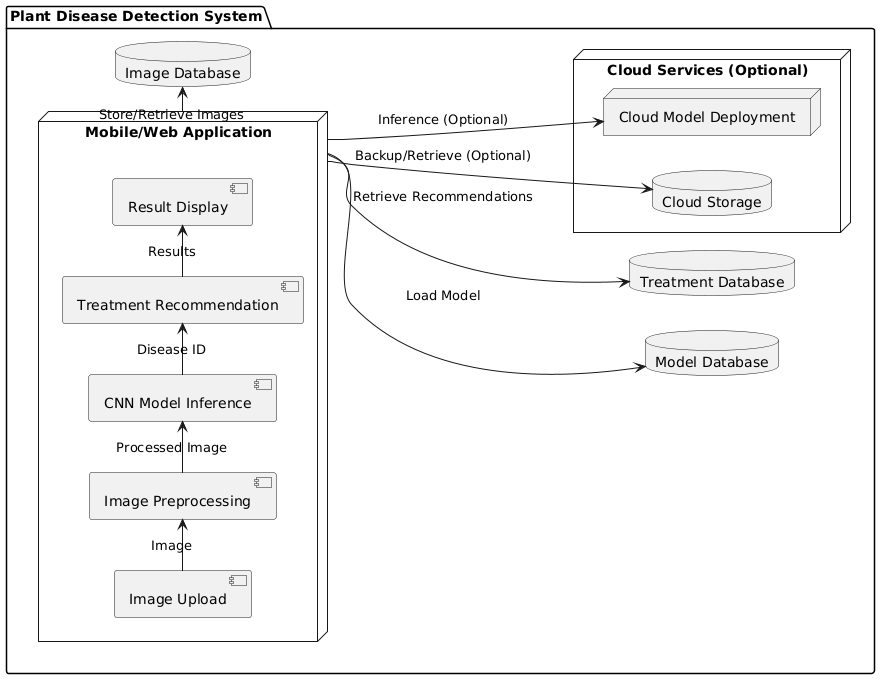 Plant Disease Detection System
Image Database
Store/Retrieve Images
Mobile/Web Application
Result Display
Results
Treatment Recommendation
Disease ID
CNN Model Inference
Processed Image
Image Preprocessing
Image
Image Upload
Inference (Optional)
Backup/Retrieve (Optional)
Retrieve Recommendations
Load Model
Cloud Services (Optional)
Cloud Model Deployment
Cloud Storage
Treatment Database
Model Database